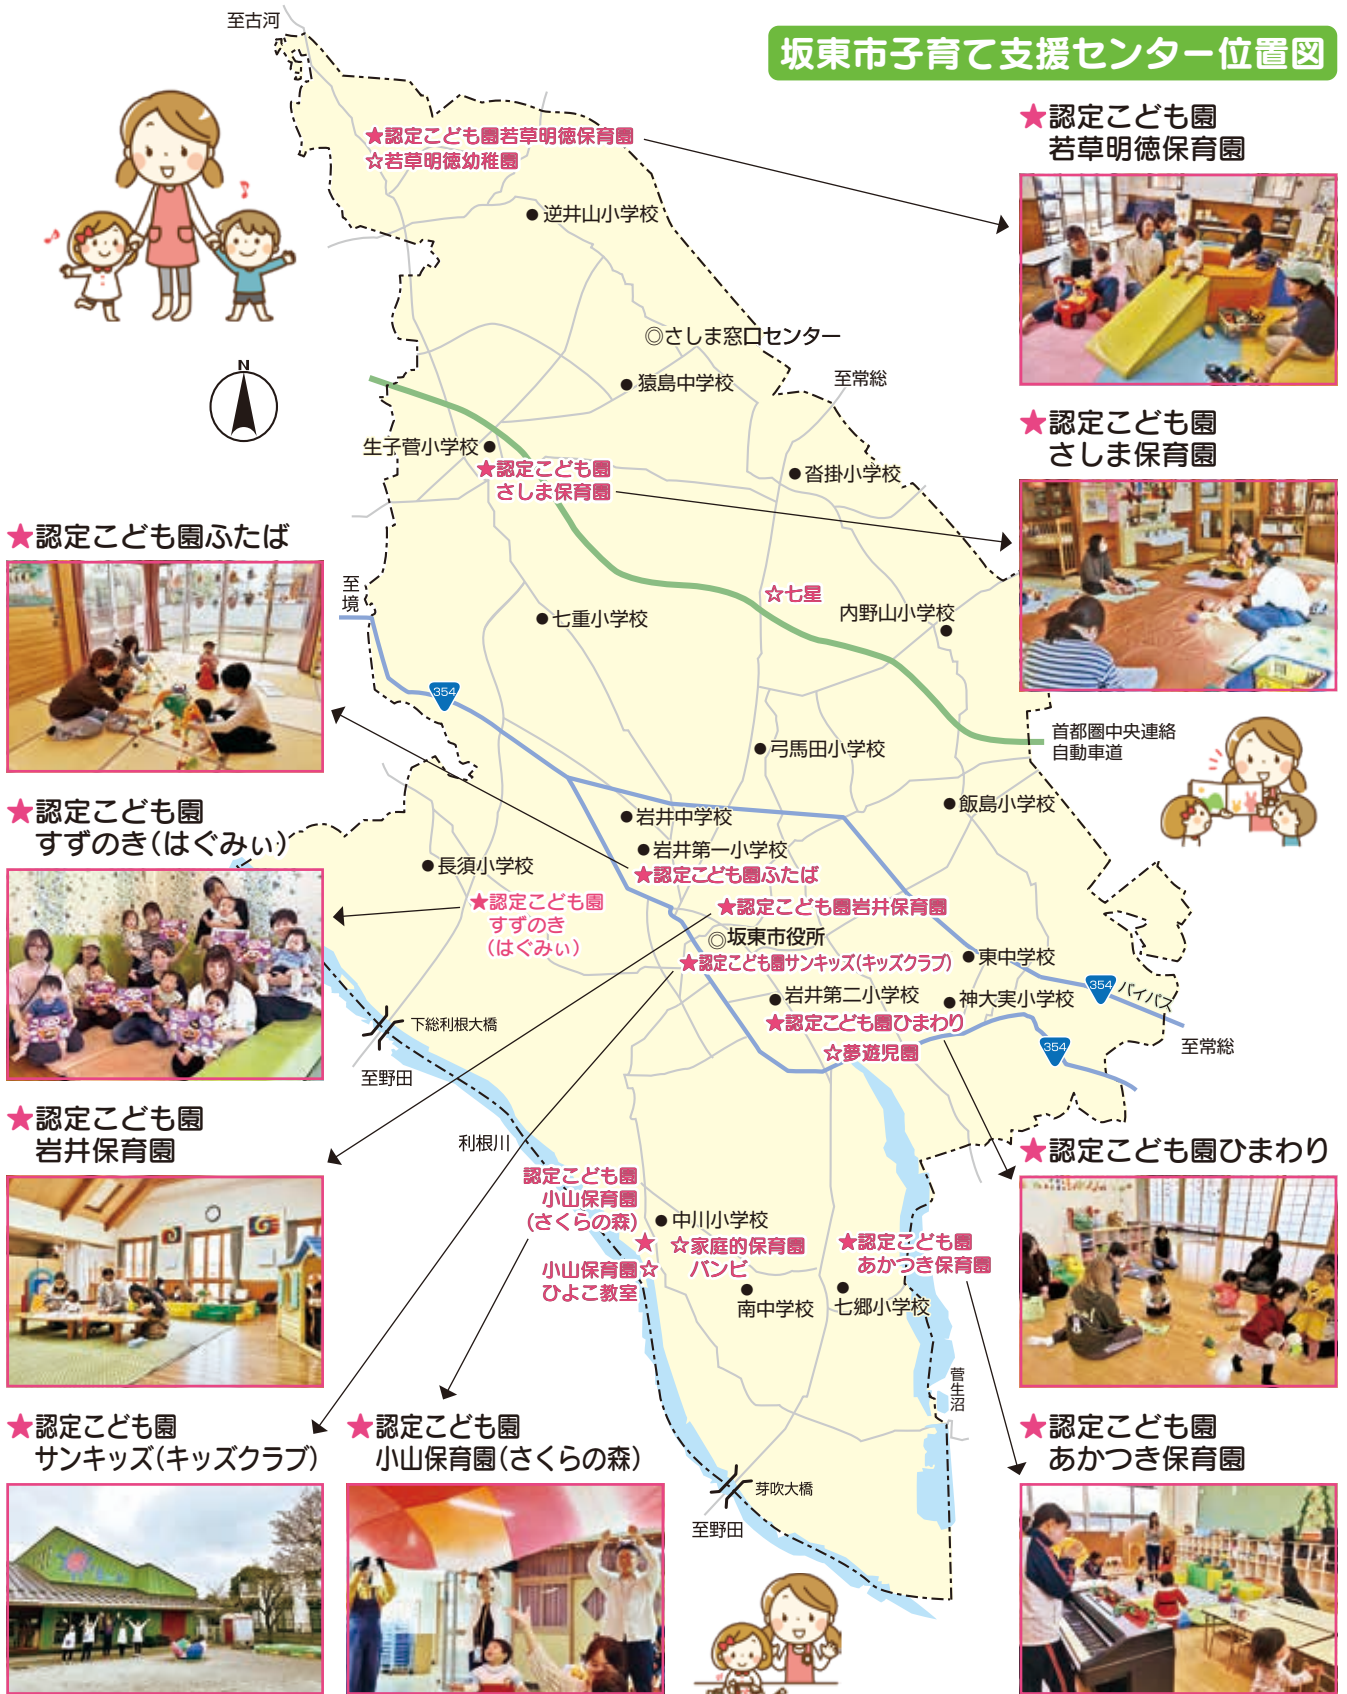 坂東市子育て支援センター位置図
至古河
★認定こども園若草明徳保育園
☆若草明徳幼稚園
逆井山小学校
◎さしま窓口センター
猿島中学校
至常総
生子菅小学校
★認定こども園
さしま保育園
沓掛小学校
至境
☆七星
七重小学校
内野山小学校
354
首都圏中央連絡
自動車道
弓馬田小学校
飯島小学校
岩井中学校
岩井第一小学校
★認定こども園ふたば
長須小学校
★認定こども園
すずのき
(はぐみぃ)
★認定こども園岩井保育園
◎坂東市役所
★認定こども園サンキッズ(キッズクラブ)
東中学校
354
バイパス
岩井第二小学校
神大実小学校
★認定こども園ひまわり
至常総
354
☆夢遊児園
下総利根大橋
至野田
利根川
認定こども園
小山保育園
(さくらの森)
★
中川小学校
☆家庭的保育園
バンビ
小山保育園☆
ひよこ教室
★認定こども園
あかつき保育園
南中学校
七郷小学校
菅生沼
芽吹大橋
至野田
N
★認定こども園
若草明徳保育園
★認定こども園
さしま保育園
★認定こども園ふたば
★認定こども園
すずのき(はぐみぃ)
★認定こども園
岩井保育園
★認定こども園ひまわり
★認定こども園
サンキッズ(キッズクラブ)
★認定こども園
小山保育園(さくらの森)
★認定こども園
あかつき保育園